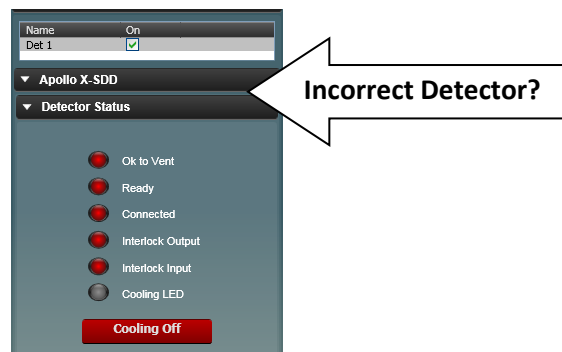 Name On
Det 1
Apollo X-SDD
Incorrect Detector?
Detector Status
Ok to Vent
Ready
Connected
Interlock Output
Interlock Input
Cooling LED
Cooling Off